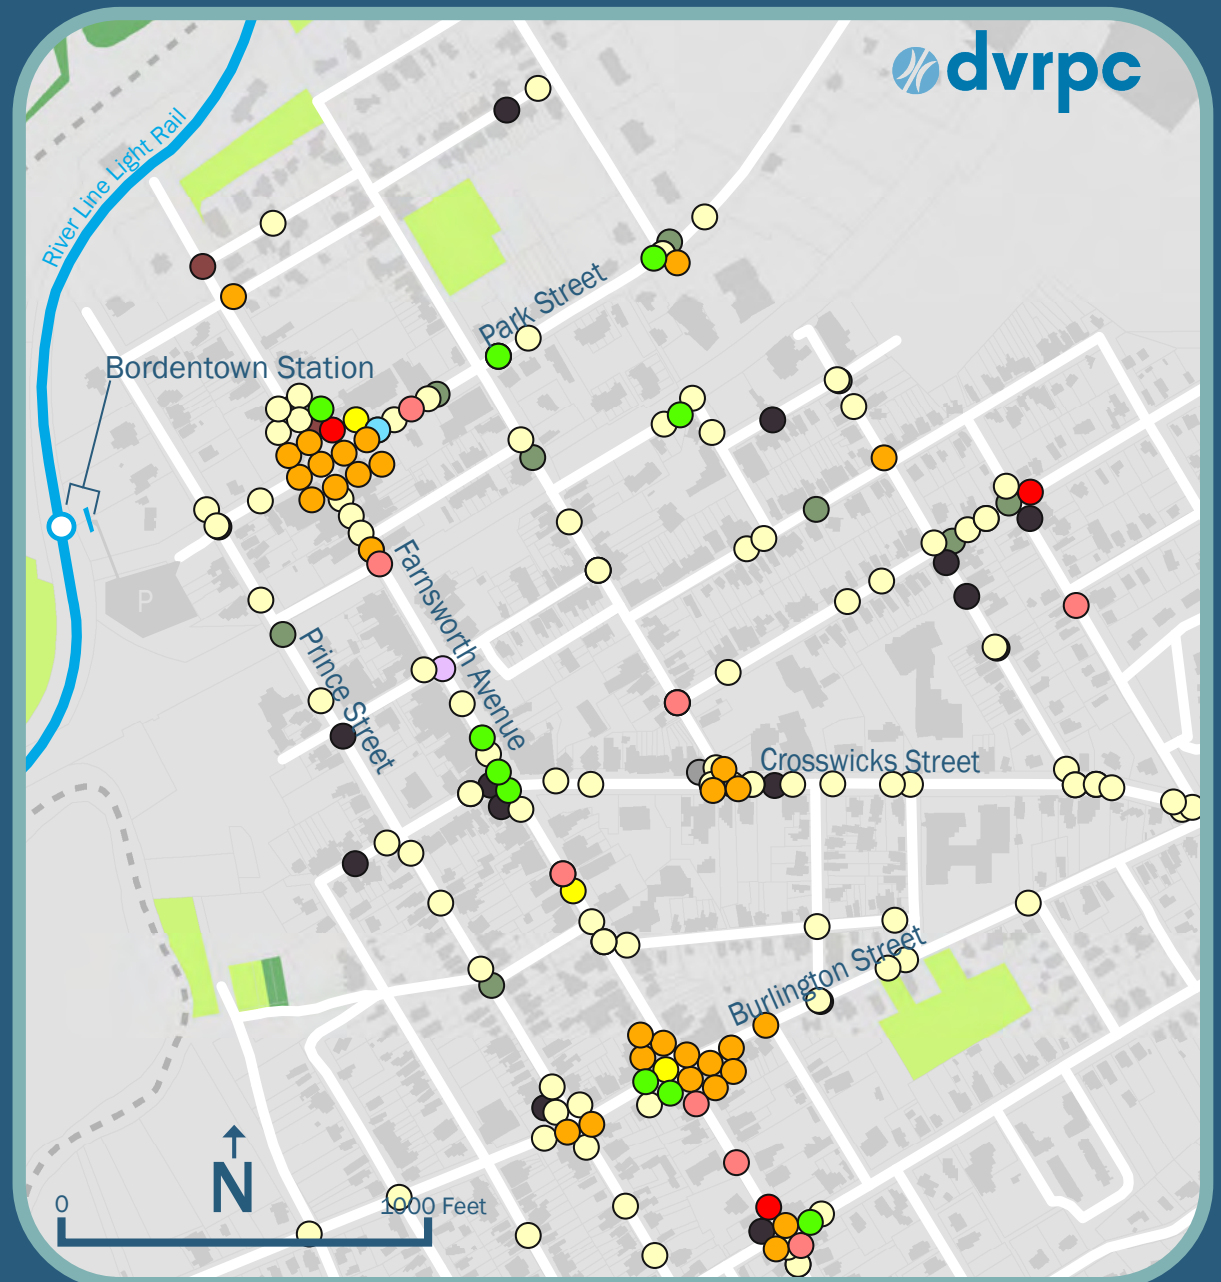 dvrpc
River Line Light Rail
Park Street
Bordentown Station
Farnsworth Avenue
P
Prince Street
Crosswicks Street
Burlington Street
N
0
1000 Feet